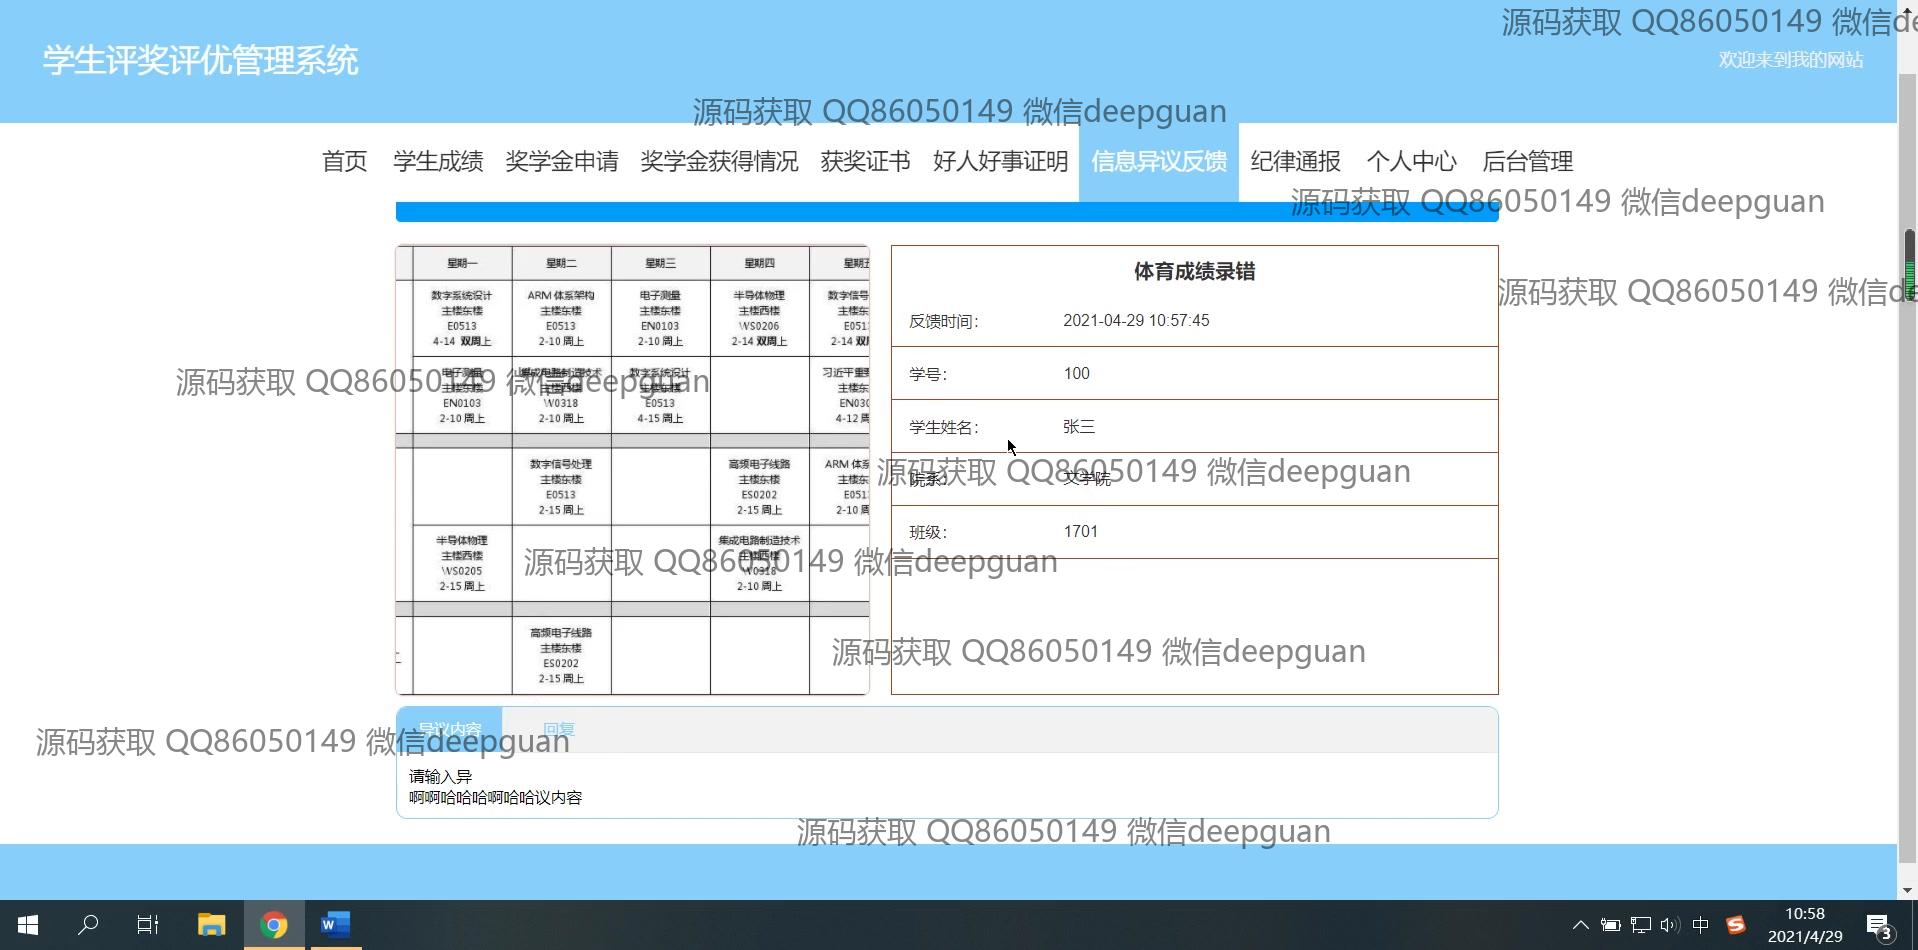 源码获取 QQ86050149 微信de
学生评奖评优管理系统
欢迎来到我的网站
源码获取 QQ86050149 微信deepguan
首页 学生成绩 奖学金申请 奖学金获得情况 获奖证书 好人好事证明 信息异议反馈 纪律通报 个人中心 后台管理
源码获取 QQ86050149 微信deepguan
星期一 星期二 星期三 星期四 星期五
数字系统设计 ARM 体系架构 电子测量 半导体物理 数字信号
主楼东楼 主楼东楼 主楼东楼 主楼西楼 主楼东
E0513 E0513 EN0103 WS0206 E051
4-14 双周上 2-10 周上 2-10 周上 2-14 双周上 2-14 双周
电子测量 集成电路制造技术 数字系统设计 习近平重要
主楼东楼 主楼西楼 主楼东楼 主楼东
EN0103 W0318 E0513 EN030
2-10 周上 2-10 周上 4-15 周上 4-12 周
数字信号处理 高频电子线路 ARM 体系
主楼东楼 主楼东楼 主楼东
E0513 ES0202 E051
2-15 周上 2-15 周上 2-10 周
半导体物理 集成电路制造技术
主楼西楼 主楼西楼
WS0205 W0318
2-15 周上 2-10 周上
高频电子线路
主楼东楼
ES0202
2-15 周上
体育成绩录错
反馈时间: 2021-04-29 10:57:45
学号: 100
学生姓名: 张三
院系: 文学院
班级: 1701
源码获取 QQ86050149 微信de
源码获取 QQ86050149 微信deepguan
源码获取 QQ86050149 微信deepguan
源码获取 QQ86050149 微信deepguan
源码获取 QQ86050149 微信deepguan
异议内容 回复
源码获取 QQ86050149 微信deepguan
请输入异
啊啊哈哈哈啊哈哈议内容
源码获取 QQ86050149 微信deepguan
中
10:58
2021/4/29
3